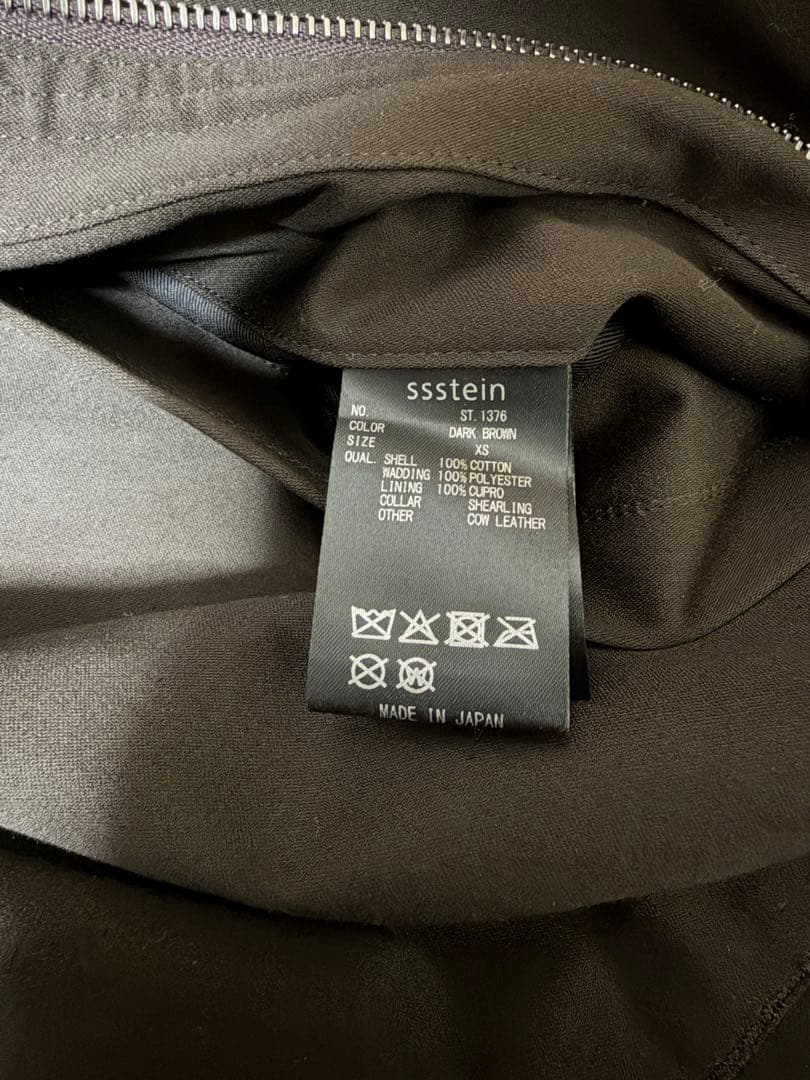 ssstein
NO. ST.1376
COLOR DARK BROWN
SIZE XS
QUAL. SHELL 100% COTTON
WADDING 100% POLYESTER
LINING 100% CUPRO
COLLAR SHEARLING
OTHER COW LEATHER
W
MADE IN JAPAN